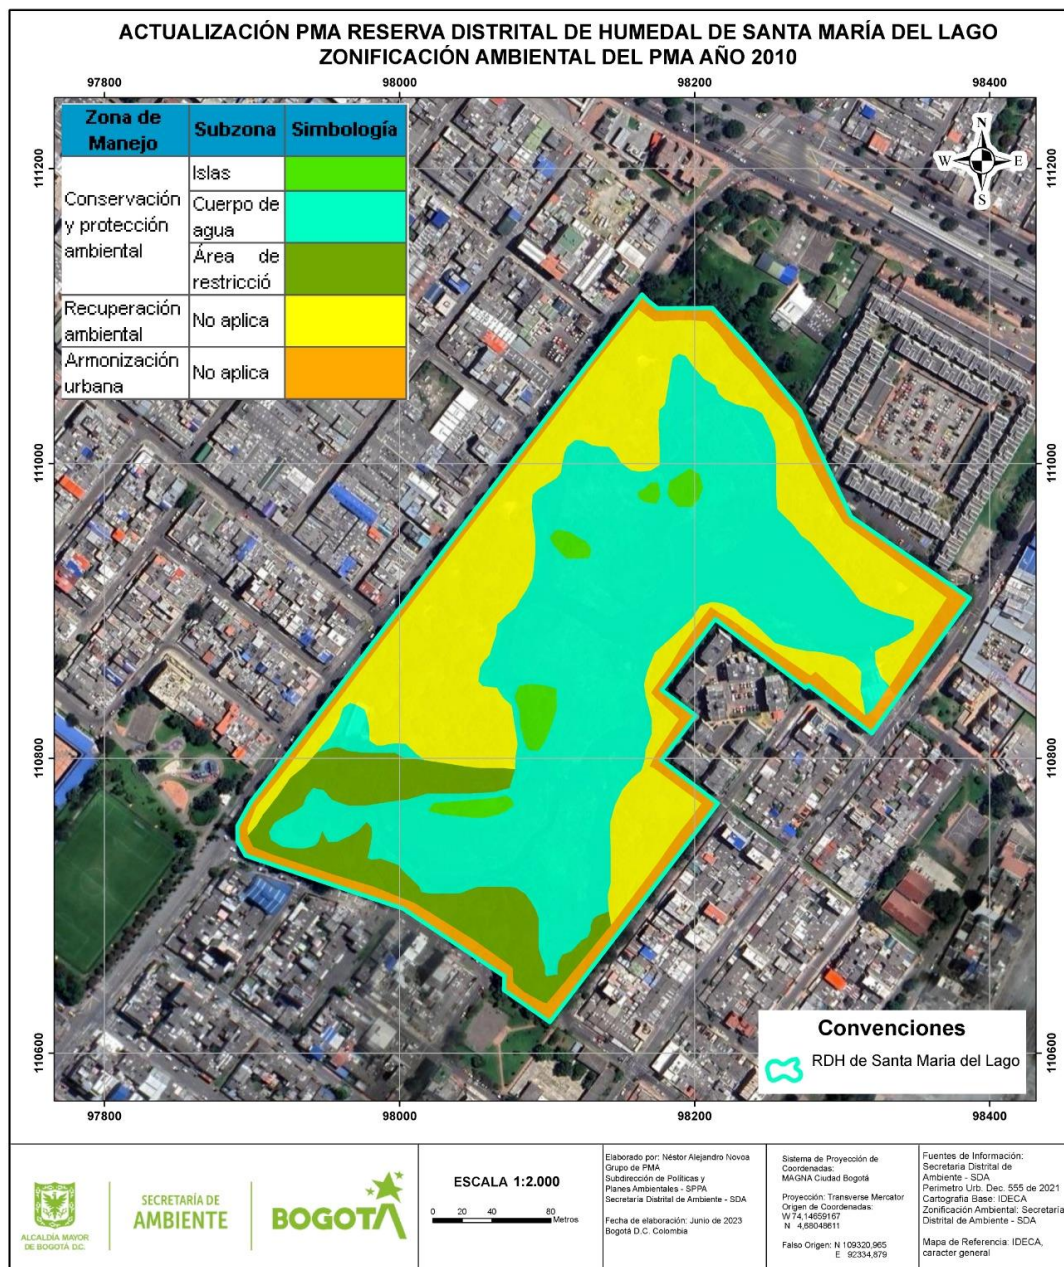 ACTUALIZACIÓN PMA RESERVA DISTRITAL DE HUMEDAL DE SANTA MARÍA DEL LAGO
ZONIFICACIÓN AMBIENTAL DEL PMA AÑO 2010
97800 98000 98200 98400
Zona de
Manejo
Subzona
Simbología
Conservación
y protección
ambiental
Islas
Cuerpo de
agua
Área de
restricció
Recuperación
ambiental
No aplica
Armonización
urbana
No aplica
N
W E
S
111200 111200
111000 111000
110800 110800
110600 110600
Convenciones
RDH de Santa Maria del Lago
97800 98000 98200 98400
ALCALDÍA MAYOR
DE BOGOTÁ D.C.
SECRETARÍA DE
AMBIENTE
BOGOTÁ
ESCALA 1:2.000
0 20 40 80
Metros
Elaborado por: Néstor Alejandro Novoa
Grupo de PMA
Subdirección de Políticas y
Planes Ambientales - SPPA
Secretaria Distrital de Ambiente - SDA
Fecha de elaboración: Junio de 2023
Bogotá D.C. Colombia
Sistema de Proyección de
Coordenadas:
MAGNA Ciudad Bogotá
Proyección: Transverse Mercator
Origen de Coordenadas:
W 74,14659167
N 4,68048611
Falso Origen: N 109320,965
E 92334,879
Fuentes de Información:
Secretaria Distrital de
Ambiente - SDA
Perimetro Urb. Dec. 555 de 2021
Cartografia Base: IDECA
Zonificación Ambiental: Secretaría
Distrital de Ambiente - SDA
Mapa de Referencia: IDECA,
caracter general